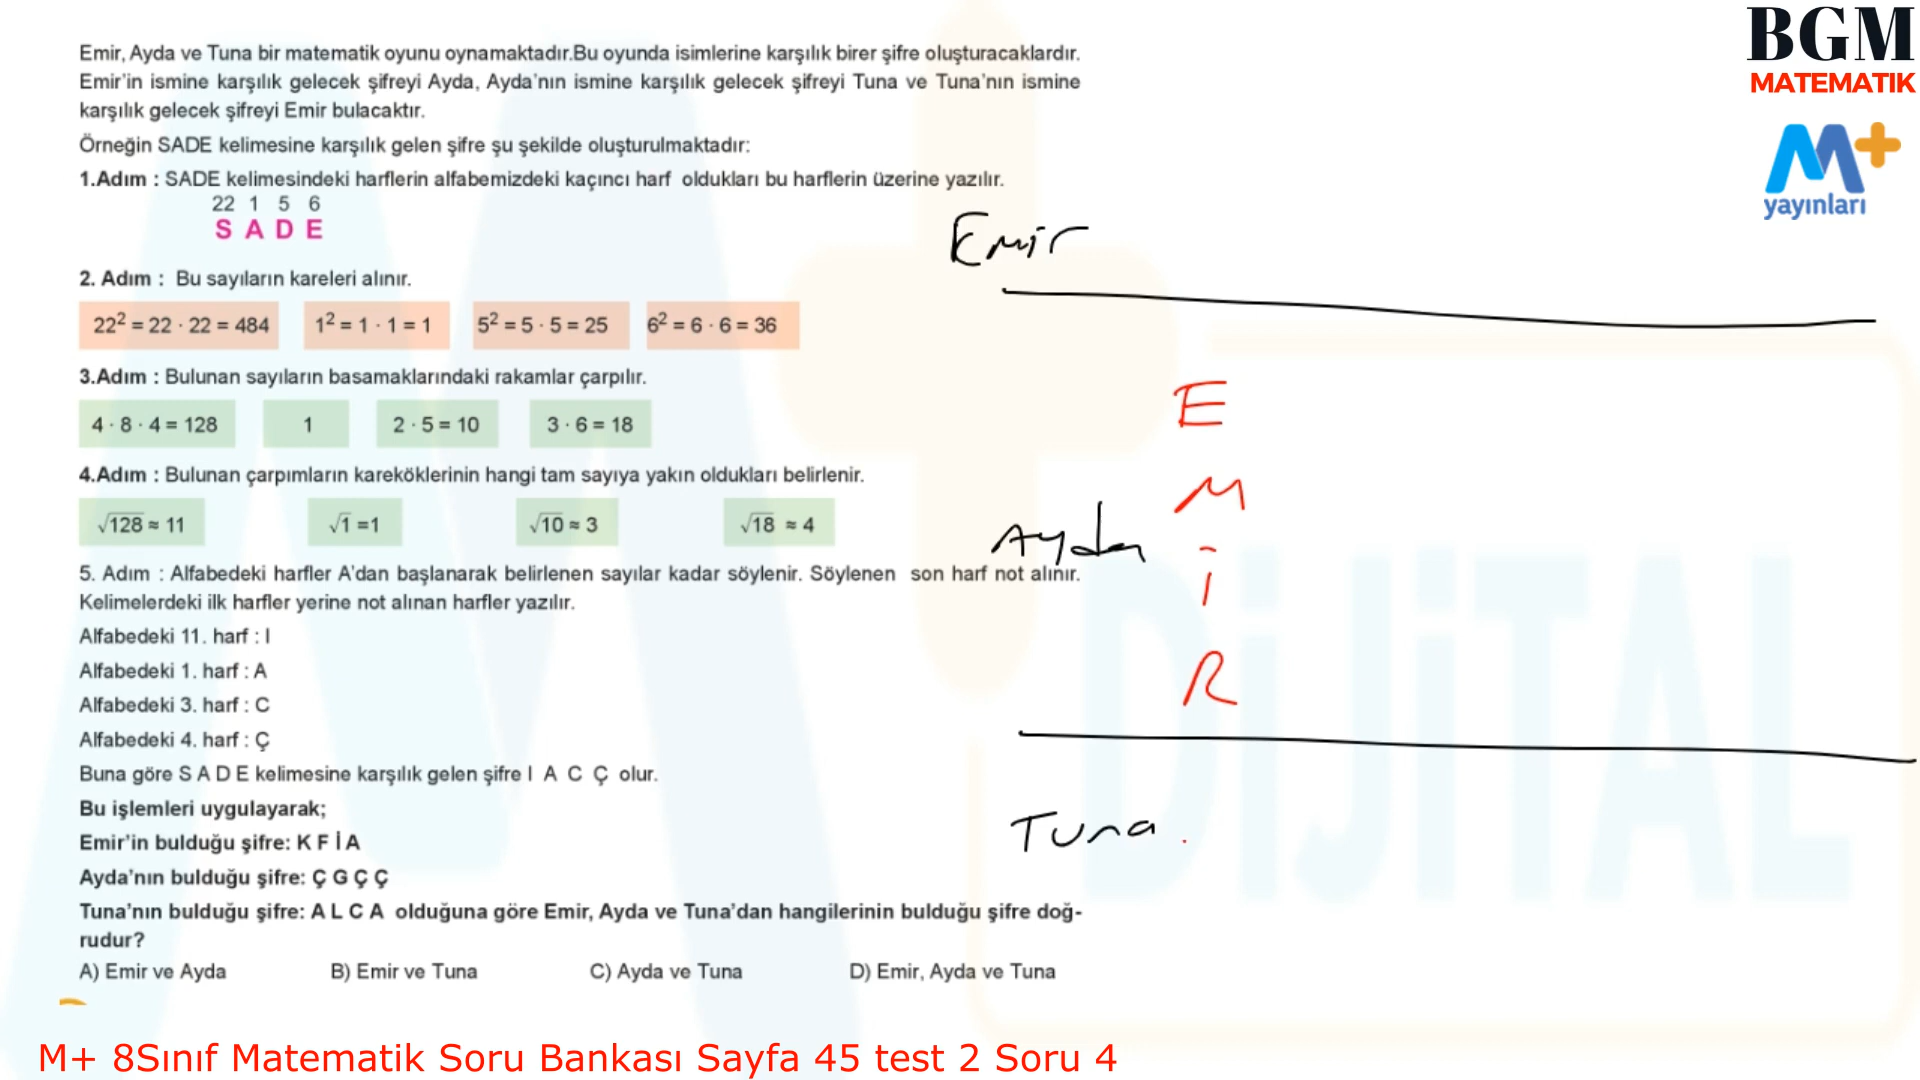 BGM
MATEMATIK
M+
yayınları
Emir, Ayda ve Tuna bir matematik oyunu oynamaktadır.Bu oyunda isimlerine karşılık birer şifre oluşturacaklardır.
Emir'in ismine karşılık gelecek şifreyi Ayda, Ayda'nın ismine karşılık gelecek şifreyi Tuna ve Tuna'nın ismine
karşılık gelecek şifreyi Emir bulacaktır.
Örneğin SADE kelimesine karşılık gelen şifre şu şekilde oluşturulmaktadır:
1.Adım : SADE kelimesindeki harflerin alfabemizdeki kaçıncı harf oldukları bu harflerin üzerine yazılır.
22 1 5 6
S A D E
2. Adım : Bu sayıların kareleri alınır.
22² = 22 · 22 = 484 1² = 1 · 1 = 1 5² = 5 · 5 = 25 6² = 6 · 6 = 36
3.Adım : Bulunan sayıların basamaklarındaki rakamlar çarpılır.
4 · 8 · 4 = 128 1 2 · 5 = 10 3 · 6 = 18
4.Adım : Bulunan çarpımların kareköklerinin hangi tam sayıya yakın oldukları belirlenir.
√128 ≈ 11 √1 =1 √10 ≈ 3 √18 ≈ 4
5. Adım : Alfabedeki harfler A'dan başlanarak belirlenen sayılar kadar söylenir. Söylenen son harf not alınır.
Kelimelerdeki ilk harfler yerine not alınan harfler yazılır.
Alfabedeki 11. harf : I
Alfabedeki 1. harf : A
Alfabedeki 3. harf : C
Alfabedeki 4. harf : Ç
Buna göre S A D E kelimesine karşılık gelen şifre I A C Ç olur.
Bu işlemleri uygulayarak;
Emir'in bulduğu şifre: K F İ A
Ayda'nın bulduğu şifre: Ç G Ç Ç
Tuna'nın bulduğu şifre: A L C A olduğuna göre Emir, Ayda ve Tuna'dan hangilerinin bulduğu şifre doğ-
rudur?
A) Emir ve Ayda B) Emir ve Tuna C) Ayda ve Tuna D) Emir, Ayda ve Tuna
Emir
Ayda
E
M
İ
R
Tuna
DİJİTAL
M+ 8Sınıf Matematik Soru Bankası Sayfa 45 test 2 Soru 4